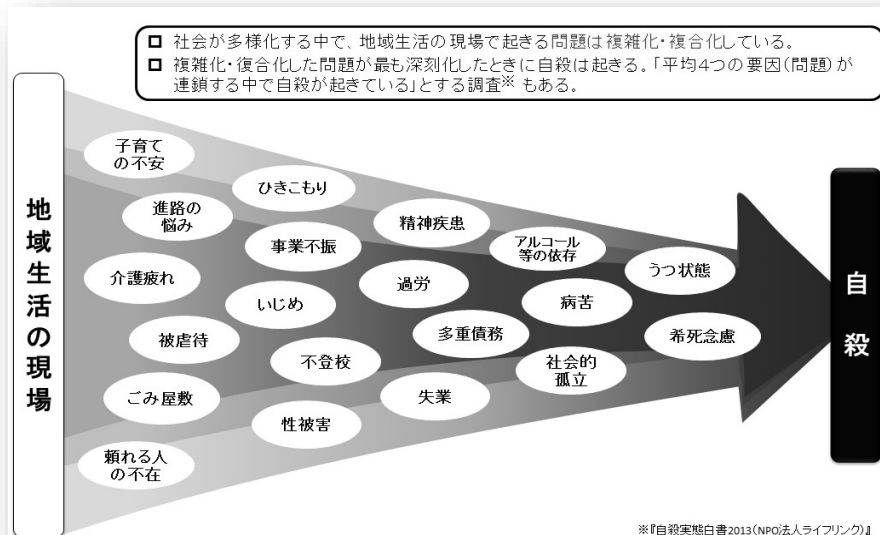 □ 社会が多様化する中で、地域生活の現場で起きる問題は複雑化・複合化している。
□ 複雑化・復合化した問題が最も深刻化したときに自殺は起きる。「平均4つの要因(問題)が
連鎖する中で自殺が起きている」とする調査※ もある。
地域生活の現場
子育て
の不安
進路の
悩み
介護疲れ
被虐待
ごみ屋敷
頼れる人
の不在
ひきこもり
事業不振
いじめ
不登校
性被害
精神疾患
過労
多重債務
失業
アルコール
等の依存
病苦
社会的
孤立
うつ状態
希死念慮
自殺
※『自殺実態白書2013(NPO法人ライフリンク)』